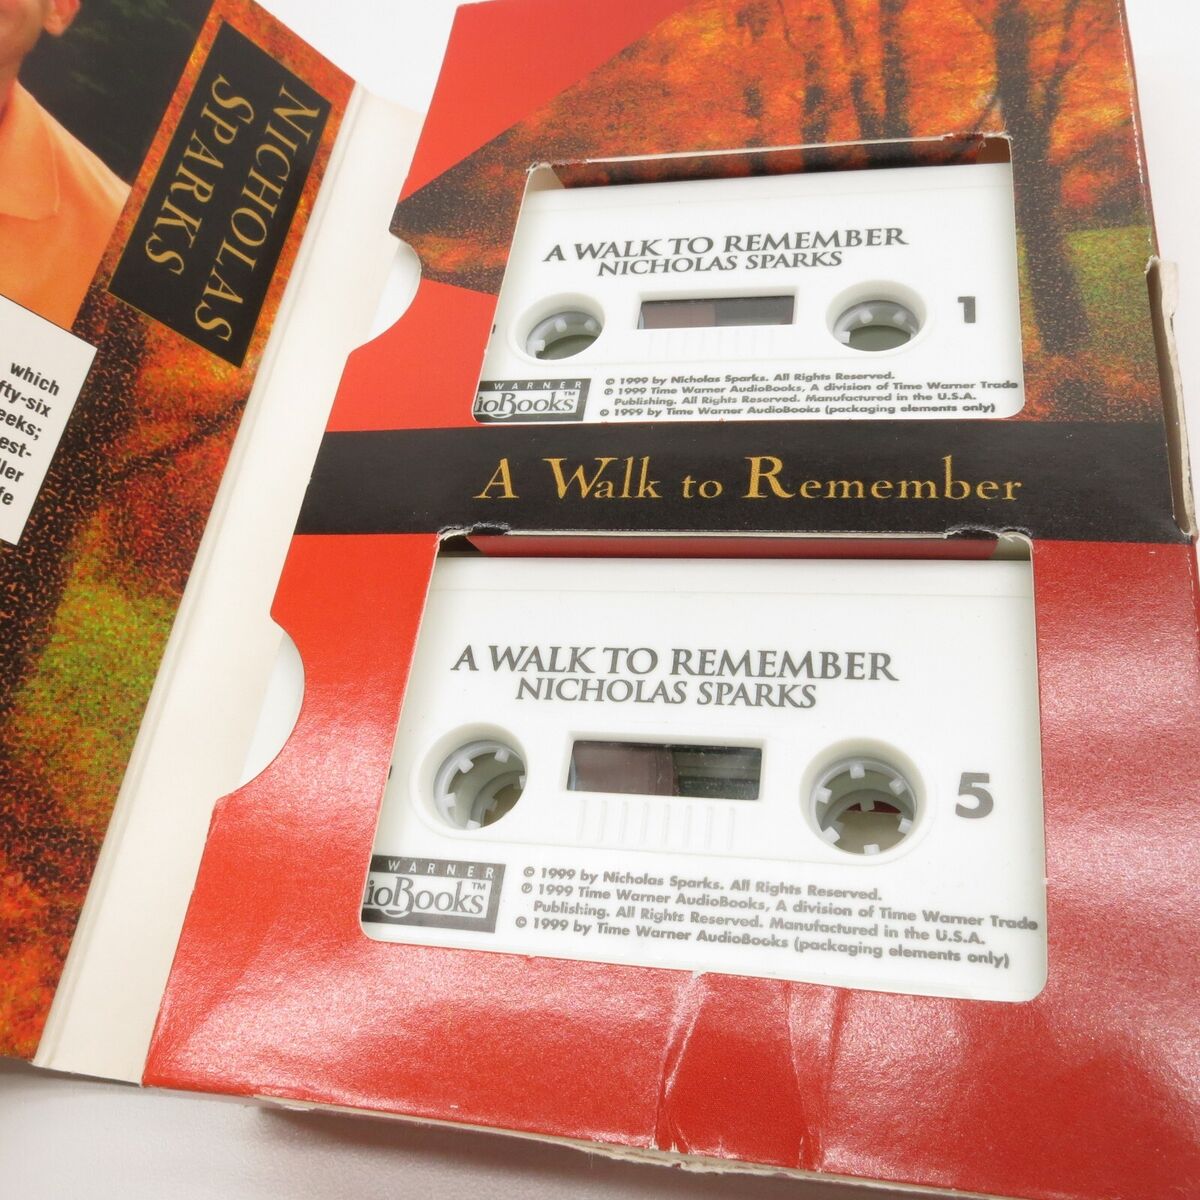 NICHOLAS
SPARKS
which
fty-six
eeks;
est-
ller
fe
A WALK TO REMEMBER
NICHOLAS SPARKS
1
WARNER
ioBooks™
© 1999 by Nicholas Sparks. All Rights Reserved.
℗ 1999 Time Warner AudioBooks, A division of Time Warner Trade
Publishing. All Rights Reserved. Manufactured in the U.S.A.
© 1999 by Time Warner AudioBooks (packaging elements only)
A Walk to Remember
A WALK TO REMEMBER
NICHOLAS SPARKS
5
WARNER
ioBooks™
© 1999 by Nicholas Sparks. All Rights Reserved.
℗ 1999 Time Warner AudioBooks, A division of Time Warner Trade
Publishing. All Rights Reserved. Manufactured in the U.S.A.
© 1999 by Time Warner AudioBooks (packaging elements only)